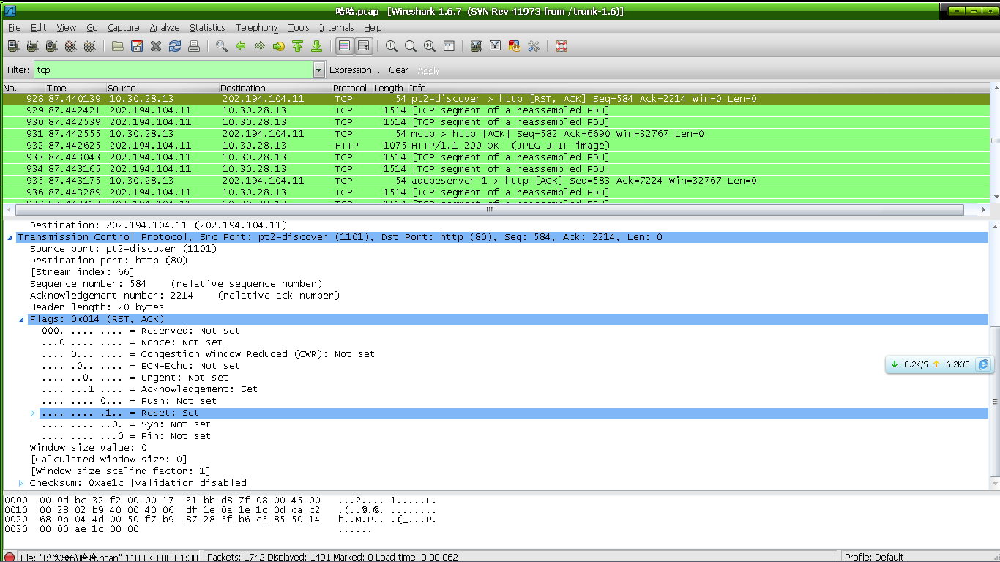 哈哈.pcap [Wireshark 1.6.7 (SVN Rev 41973 from /trunk-1.6)]
File Edit View Go Capture Analyze Statistics Telephony Tools Internals Help
Filter: tcp Expression... Clear Apply
No. Time Source Destination Protocol Length Info
928 87.440139 10.30.28.13 202.194.104.11 TCP 54 pt2-discover > http [RST, ACK] Seq=584 Ack=2214 Win=0 Len=0
929 87.442421 202.194.104.11 10.30.28.13 TCP 1514 [TCP segment of a reassembled PDU]
930 87.442539 202.194.104.11 10.30.28.13 TCP 1514 [TCP segment of a reassembled PDU]
931 87.442555 10.30.28.13 202.194.104.11 TCP 54 mctp > http [ACK] Seq=582 Ack=6690 Win=32767 Len=0
932 87.442625 202.194.104.11 10.30.28.13 HTTP 1075 HTTP/1.1 200 OK (JPEG JFIF image)
933 87.443043 202.194.104.11 10.30.28.13 TCP 1514 [TCP segment of a reassembled PDU]
934 87.443165 202.194.104.11 10.30.28.13 TCP 1514 [TCP segment of a reassembled PDU]
935 87.443175 10.30.28.13 202.194.104.11 TCP 54 adobeserver-1 > http [ACK] Seq=583 Ack=7224 Win=32767 Len=0
936 87.443289 202.194.104.11 10.30.28.13 TCP 1514 [TCP segment of a reassembled PDU]
937 87.443413 202.194.104.11 10.30.28.13 TCP 1514 [TCP segment of a reassembled PDU]
Destination: 202.194.104.11 (202.194.104.11)
Transmission Control Protocol, Src Port: pt2-discover (1101), Dst Port: http (80), Seq: 584, Ack: 2214, Len: 0
Source port: pt2-discover (1101)
Destination port: http (80)
[Stream index: 66]
Sequence number: 584 (relative sequence number)
Acknowledgement number: 2214 (relative ack number)
Header length: 20 bytes
Flags: 0x014 (RST, ACK)
000. .... .... = Reserved: Not set
...0 .... .... = Nonce: Not set
.... 0... .... = Congestion Window Reduced (CWR): Not set
.... .0.. .... = ECN-Echo: Not set
.... ..0. .... = Urgent: Not set
.... ...1 .... = Acknowledgement: Set
.... .... 0... = Push: Not set
.... .... .1.. = Reset: Set
.... .... ..0. = Syn: Not set
.... .... ...0 = Fin: Not set
Window size value: 0
[Calculated window size: 0]
[Window size scaling factor: 1]
Checksum: 0xae1c [validation disabled]
0.2K/S 6.2K/S
0000 00 0d bc 32 f2 00 00 17 31 bb d8 7f 08 00 45 00 ...2.... 1.....E.
0010 00 28 02 b9 40 00 40 06 df 1e 0a 1e 1c 0d ca c2 .(..@.@. ........
0020 68 0b 04 4d 00 50 f7 b9 87 28 5f b6 c5 85 50 14 h..M.P.. .(_...P.
0030 00 00 ae 1c 00 00 ......
File: "I:\实验6\哈哈.pcap" 1108 KB 00:01:38 Packets: 1742 Displayed: 1491 Marked: 0 Load time: 0:00.062 Profile: Default